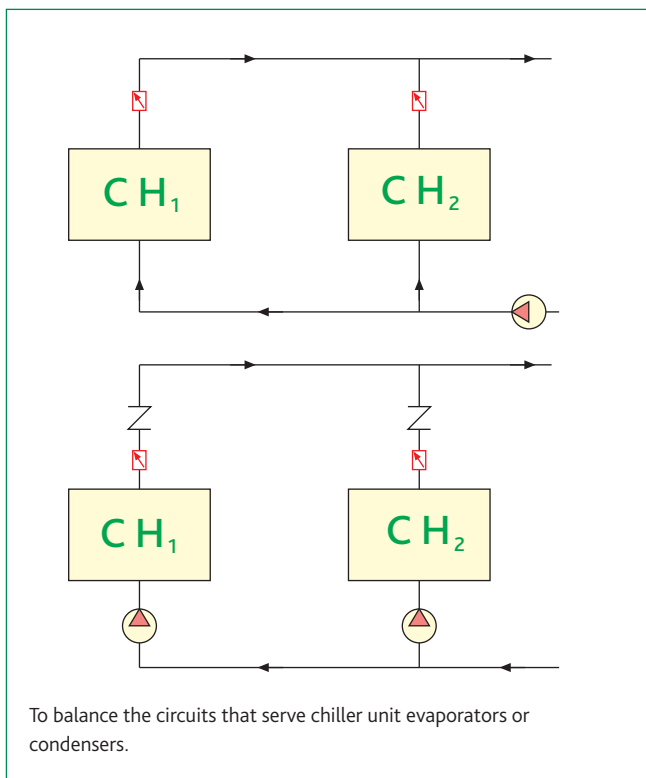 CH₁ CH₂
CH₁ CH₂
To balance the circuits that serve chiller unit evaporators or
condensers.